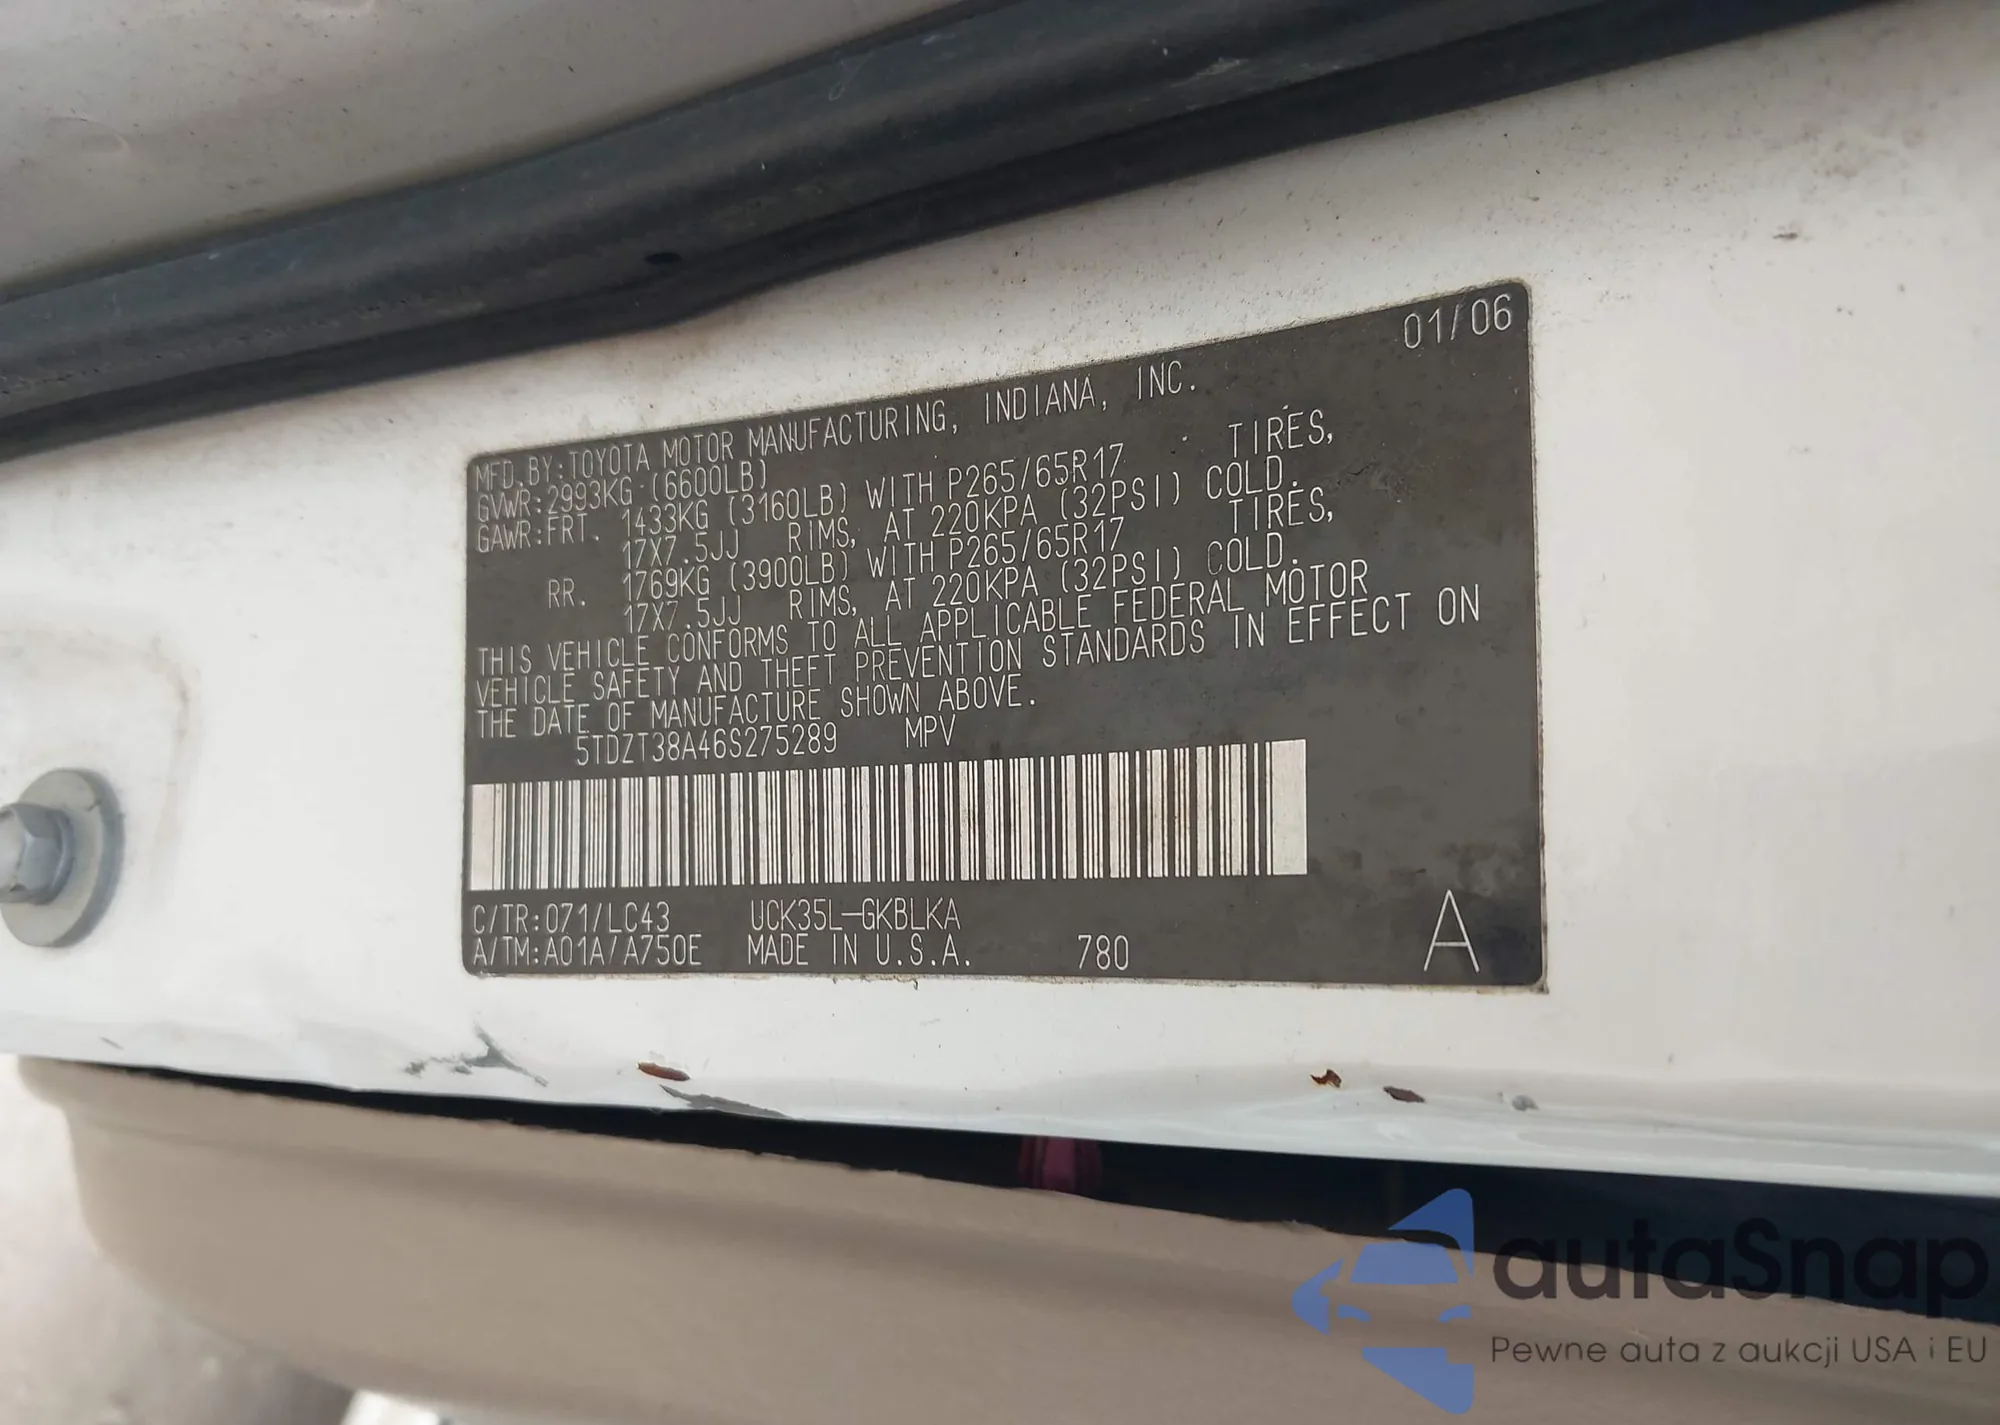 01/06
MFD.BY:TOYOTA MOTOR MANUFACTURING, INDIANA, INC.
GVWR:2993KG (6600LB)
GAWR:FRT. 1433KG (3160LB) WITH P265/65R17 TIRES,
17X7.5JJ RIMS, AT 220KPA (32PSI) COLD.
RR. 1769KG (3900LB) WITH P265/65R17 TIRES,
17X7.5JJ RIMS, AT 220KPA (32PSI) COLD.
THIS VEHICLE CONFORMS TO ALL APPLICABLE FEDERAL MOTOR
VEHICLE SAFETY AND THEFT PREVENTION STANDARDS IN EFFECT ON
THE DATE OF MANUFACTURE SHOWN ABOVE.
5TDZT38A46S275289 MPV
C/TR:071/LC43 UCK35L-GKBLKA
A/TM:A01A/A750E MADE IN U.S.A. 780 A
autaSnap
Pewne auta z aukcji USA i EU